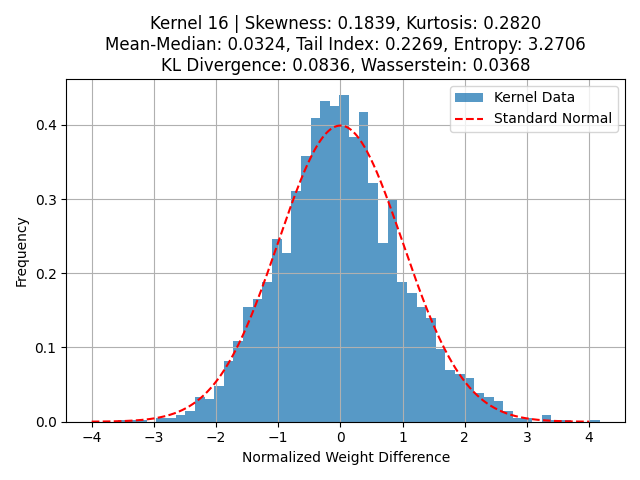 Kernel 16 | Skewness: 0.1839, Kurtosis: 0.2820
Mean-Median: 0.0324, Tail Index: 0.2269, Entropy: 3.2706
KL Divergence: 0.0836, Wasserstein: 0.0368
Kernel Data
Standard Normal
Frequency
0.4
0.3
0.2
0.1
0.0
−4
−3
−2
−1
0
1
2
3
4
Normalized Weight Difference